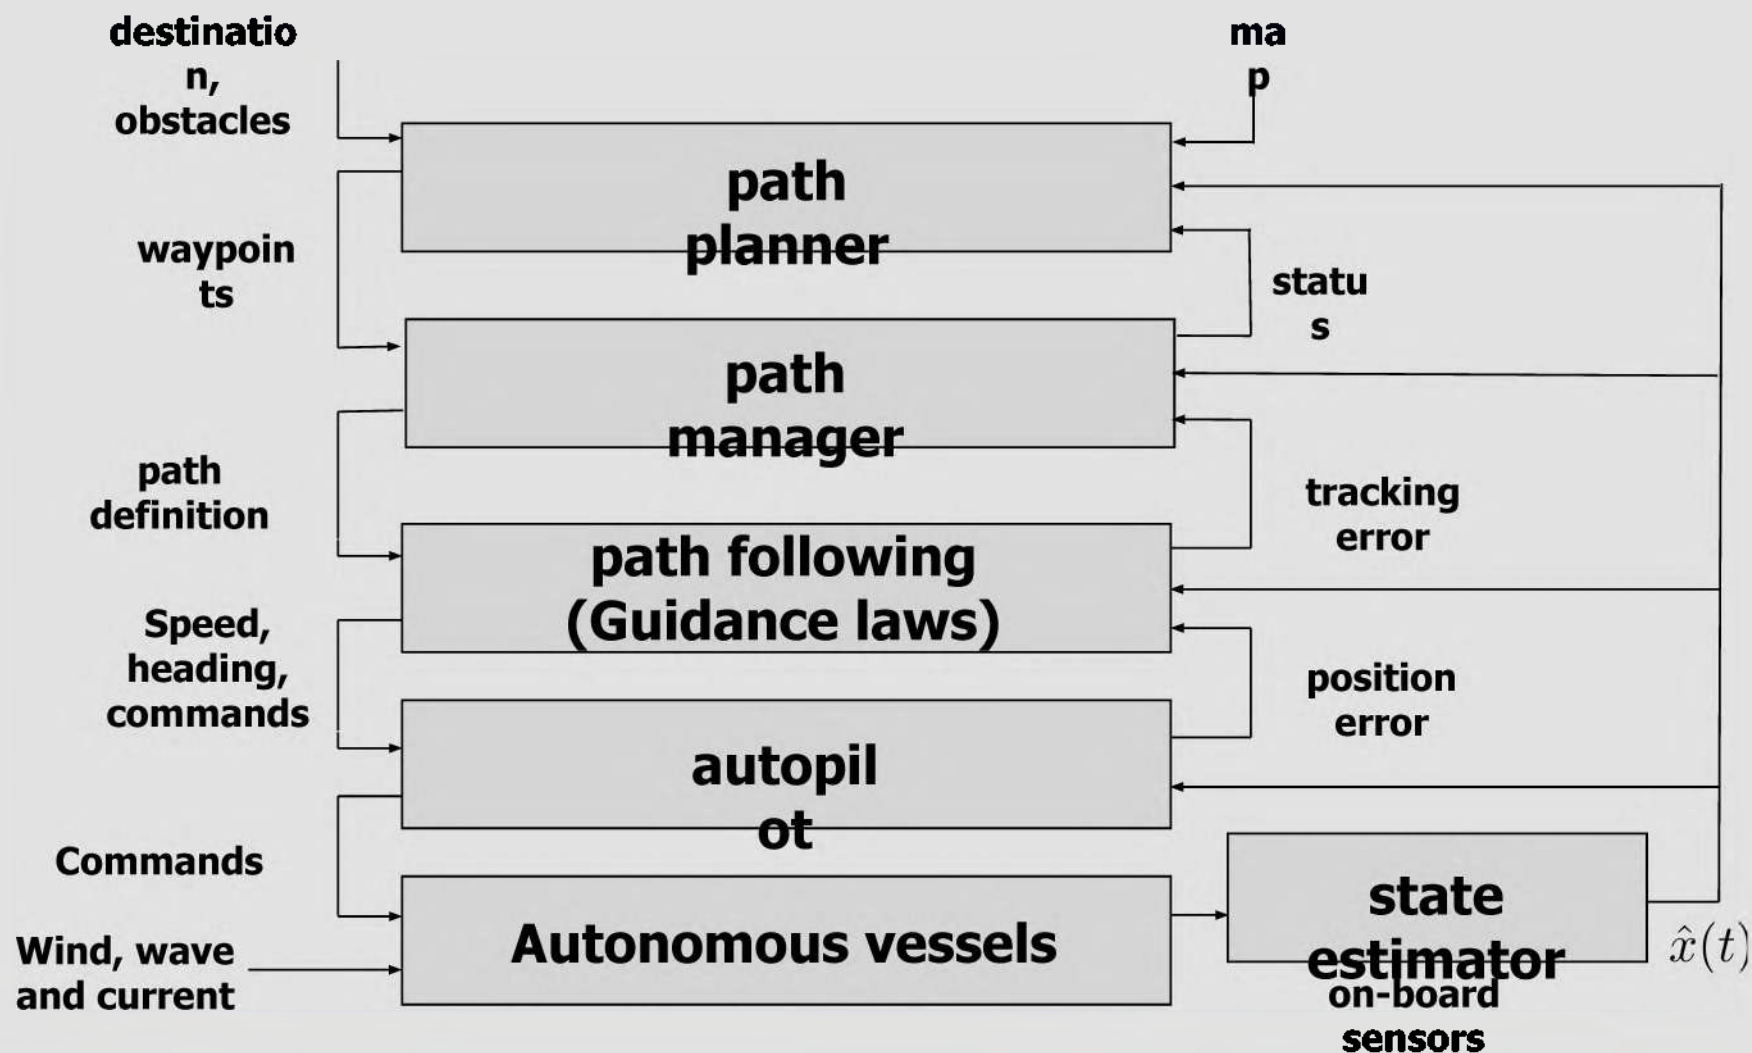 destinatio
n,
obstacles
ma
p
path
planner
waypoin
ts
statu
s
path
manager
path
definition
tracking
error
path following
(Guidance laws)
Speed,
heading,
commands
position
error
autopil
ot
Commands
state
estimator
Autonomous vessels
x̂(t)
Wind, wave
and current
on-board
sensors